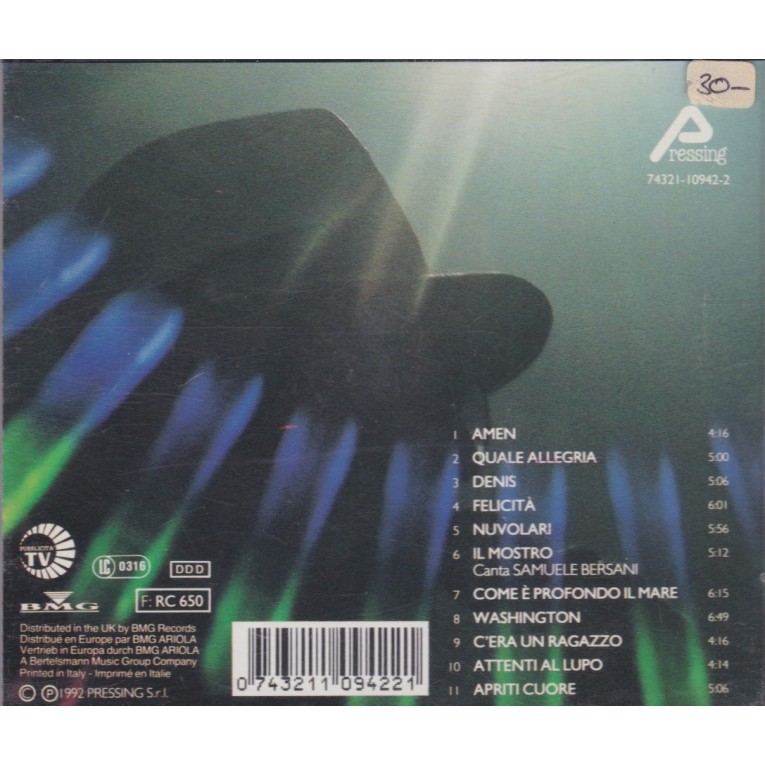 30-
Pressing
74321-10942-2
1 AMEN 4:16
2 QUALE ALLEGRIA 5:00
3 DENIS 5:06
4 FELICITÀ 6:01
5 NUVOLARI 5:56
6 IL MOSTRO 5:12
Canta SAMUELE BERSANI
7 COME È PROFONDO IL MARE 6:15
8 WASHINGTON 6:49
9 C'ERA UN RAGAZZO 4:16
10 ATTENTI AL LUPO 4:14
11 APRITI CUORE 5:06
PUBBLICITA'
TV
LC 0316
DDD
BMG
F: RC 650
Distributed in the UK by BMG Records
Distribué en Europe par BMG ARIOLA
Vertrieb in Europa durch BMG ARIOLA
A Bertelsmann Music Group Company
Printed in Italy - Imprimé en Italie
© ℗ 1992 PRESSING S.r.l.
0 743211 094221